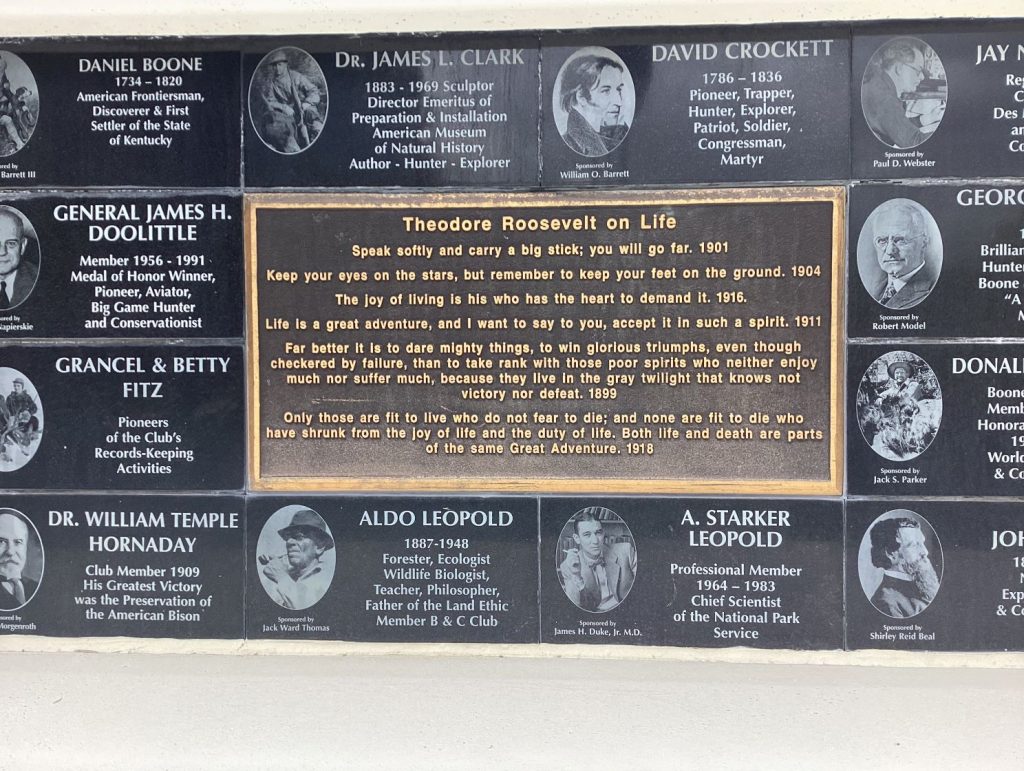 DANIEL BOONE
1734 – 1820
American Frontiersman,
Discoverer & First
Settler of the State
of Kentucky
Barrett III
DR. JAMES L. CLARK
1883 - 1969 Sculptor
Director Emeritus of
Preparation & Installation
American Museum
of Natural History
Author - Hunter - Explorer
DAVID CROCKETT
1786 – 1836
Pioneer, Trapper,
Hunter, Explorer,
Patriot, Soldier,
Congressman,
Martyr
Sponsored by
William O. Barrett
JAY
Des
Sponsored by
Paul D. Webster
GENERAL JAMES H.
DOOLITTLE
Member 1956 - 1991
Medal of Honor Winner,
Pioneer, Aviator,
Big Game Hunter
and Conservationist
Napierskie
Theodore Roosevelt on Life
Speak softly and carry a big stick; you will go far. 1901
Keep your eyes on the stars, but remember to keep your feet on the ground. 1904
The joy of living is his who has the heart to demand it. 1916.
Life is a great adventure, and I want to say to you, accept it in such a spirit. 1911
Far better it is to dare mighty things, to win glorious triumphs, even though
checkered by failure, than to take rank with those poor spirits who neither enjoy
much nor suffer much, because they live in the gray twilight that knows not
victory nor defeat. 1899
Only those are fit to live who do not fear to die; and none are fit to die who
have shrunk from the joy of life and the duty of life. Both life and death are parts
of the same Great Adventure. 1918
GEORG
Brillian
Hunter
Boone
"A
Sponsored by
Robert Model
GRANCEL & BETTY
FITZ
Pioneers
of the Club's
Records-Keeping
Activities
DONAL
Boone
Memb
Honora
World
& Co
Sponsored by
Jack S. Parker
DR. WILLIAM TEMPLE
HORNADAY
Club Member 1909
His Greatest Victory
was the Preservation of
the American Bison
Morgenroth
ALDO LEOPOLD
1887-1948
Forester, Ecologist
Wildlife Biologist,
Teacher, Philosopher,
Father of the Land Ethic
Member B & C Club
Sponsored by
Jack Ward Thomas
A. STARKER
LEOPOLD
Professional Member
1964 – 1983
Chief Scientist
of the National Park
Service
Sponsored by
James H. Duke, Jr. M.D.
JOH
Exp
& Co
Sponsored by
Shirley Reid Beal